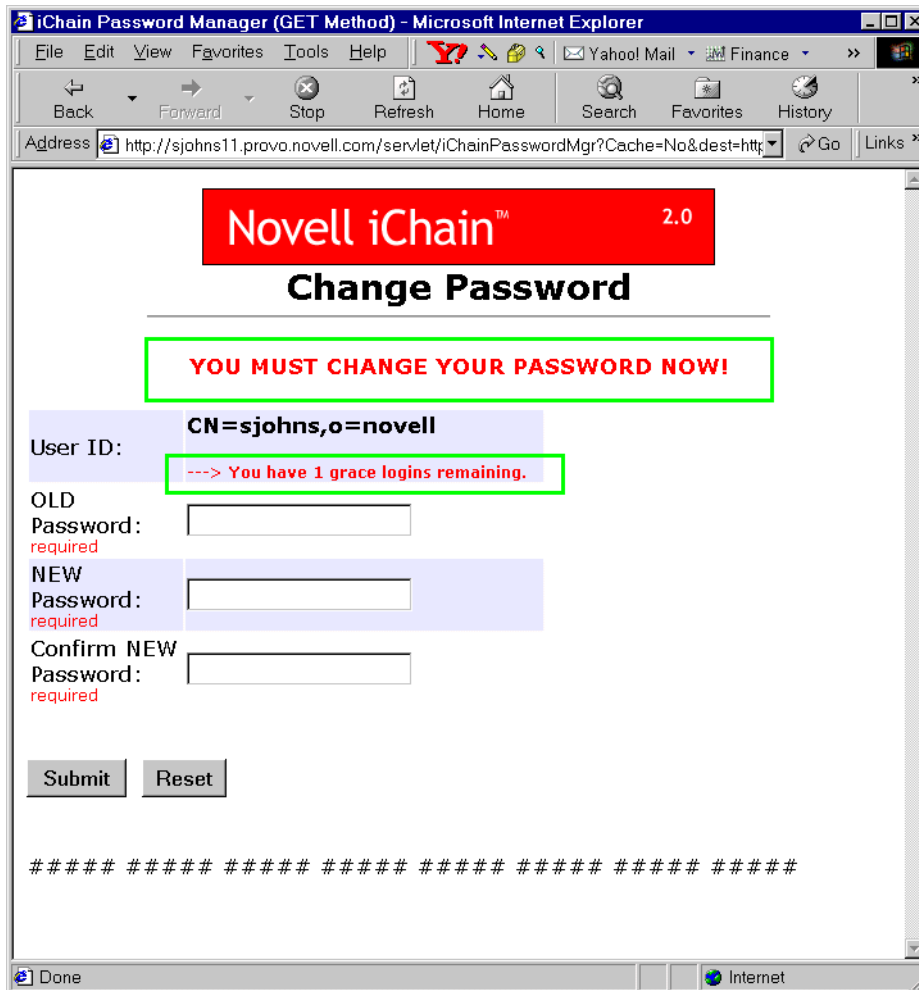 iChain Password Manager (GET Method) - Microsoft Internet Explorer
File Edit View Favorites Tools Help Y! Yahoo! Mail Finance »
Back Forward Stop Refresh Home Search Favorites History »
Address http://sjohns11.provo.novell.com/servlet/iChainPasswordMgr?Cache=No&dest=http Go Links »
Novell iChain™ 2.0
Change Password
YOU MUST CHANGE YOUR PASSWORD NOW!
CN=sjohns,o=novell
User ID:
---> You have 1 grace logins remaining.
OLD
Password:
required
NEW
Password:
required
Confirm NEW
Password:
required
Submit Reset
##### ##### ##### ##### ##### ##### ##### #####
Done Internet